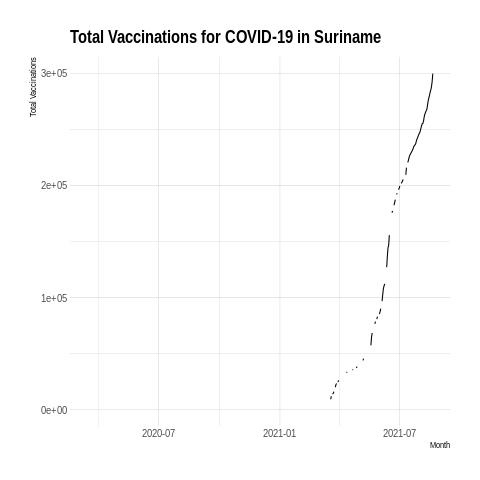 Total Vaccinations for COVID-19 in Suriname
Total Vaccinations
3e+05
2e+05
1e+05
0e+00
2020-07 2021-01 2021-07
Month